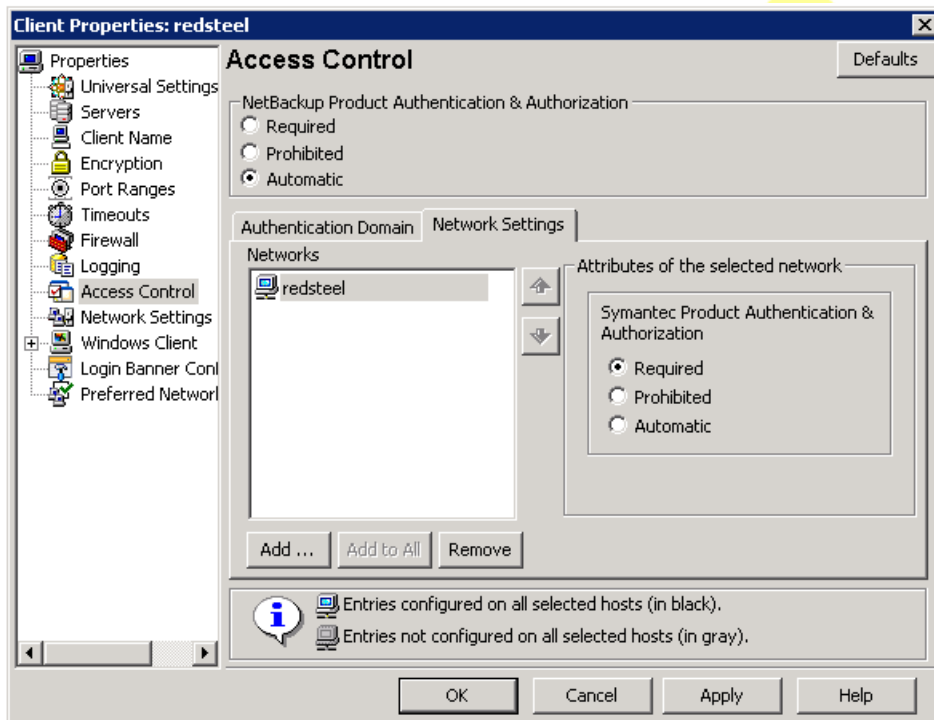 Client Properties: redsteel
Properties
Universal Settings
Servers
Client Name
Encryption
Port Ranges
Timeouts
Firewall
Logging
Access Control
Network Settings
Windows Client
Login Banner Conl
Preferred Networl
Access Control
Defaults
NetBackup Product Authentication & Authorization
Required
Prohibited
Automatic
Authentication Domain
Network Settings
Networks
redsteel
Attributes of the selected network
Symantec Product Authentication &
Authorization
Required
Prohibited
Automatic
Add ...
Add to All
Remove
Entries configured on all selected hosts (in black).
Entries not configured on all selected hosts (in gray).
OK
Cancel
Apply
Help